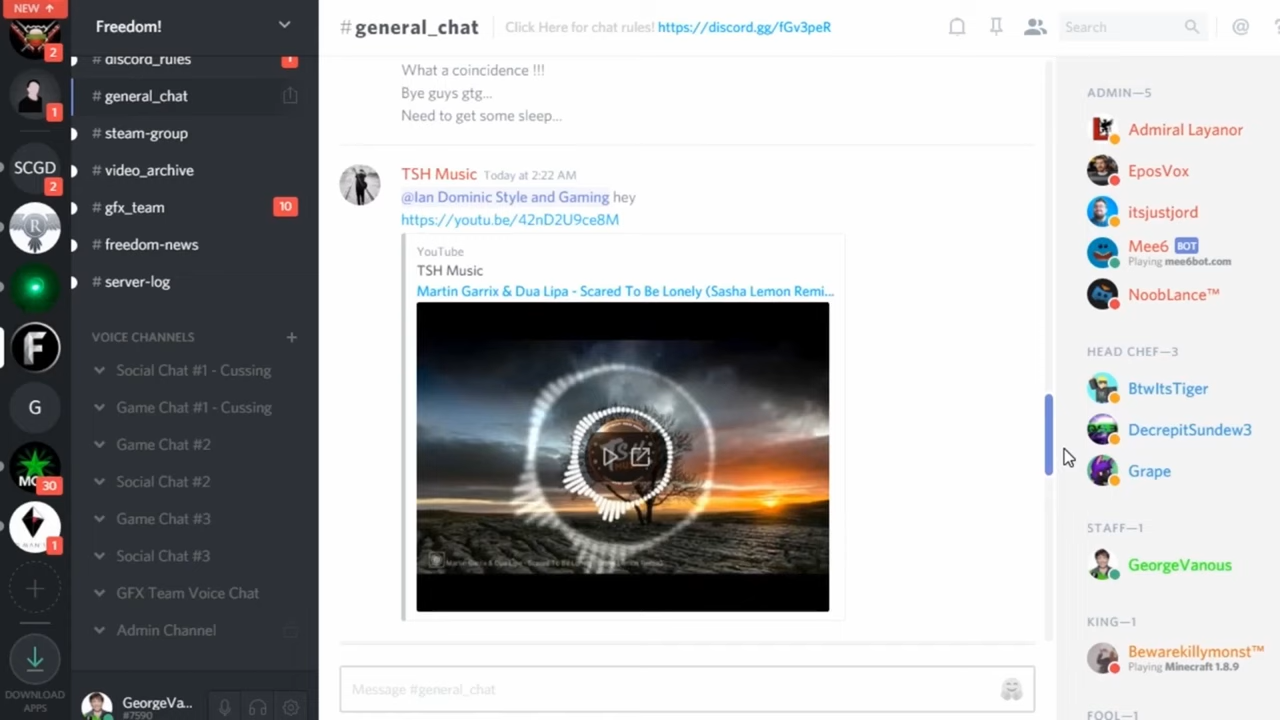 NEW ↑
2
1
SCGD
2
R
F
G
30
1
DOWNLOAD
APPS
Freedom!
# discord_rules
1
# general_chat
# steam-group
# video_archive
# gfx_team
10
# freedom-news
# server-log
VOICE CHANNELS
Social Chat #1 - Cussing
Game Chat #1 - Cussing
Game Chat #2
Social Chat #2
Game Chat #3
Social Chat #3
GFX Team Voice Chat
Admin Channel
GeorgeVa...
#7590
#general_chat
Click Here for chat rules! https://discord.gg/fGv3peR
Search
@
What a coincidence !!!
Bye guys gtg...
Need to get some sleep...
TSH Music Today at 2:22 AM
@Ian Dominic Style and Gaming hey
https://youtu.be/42nD2U9ce8M
YouTube
TSH Music
Martin Garrix & Dua Lipa - Scared To Be Lonely (Sasha Lemon Remi...
Message #general_chat
ADMIN—5
Admiral Layanor
EposVox
itsjustjord
Mee6 BOT
Playing mee6bot.com
NoobLance™
HEAD CHEF—3
BtwItsTiger
DecrepitSundew3
Grape
STAFF—1
GeorgeVanous
KING—1
Bewarekillymonst™
Playing Minecraft 1.8.9
FOOL—1